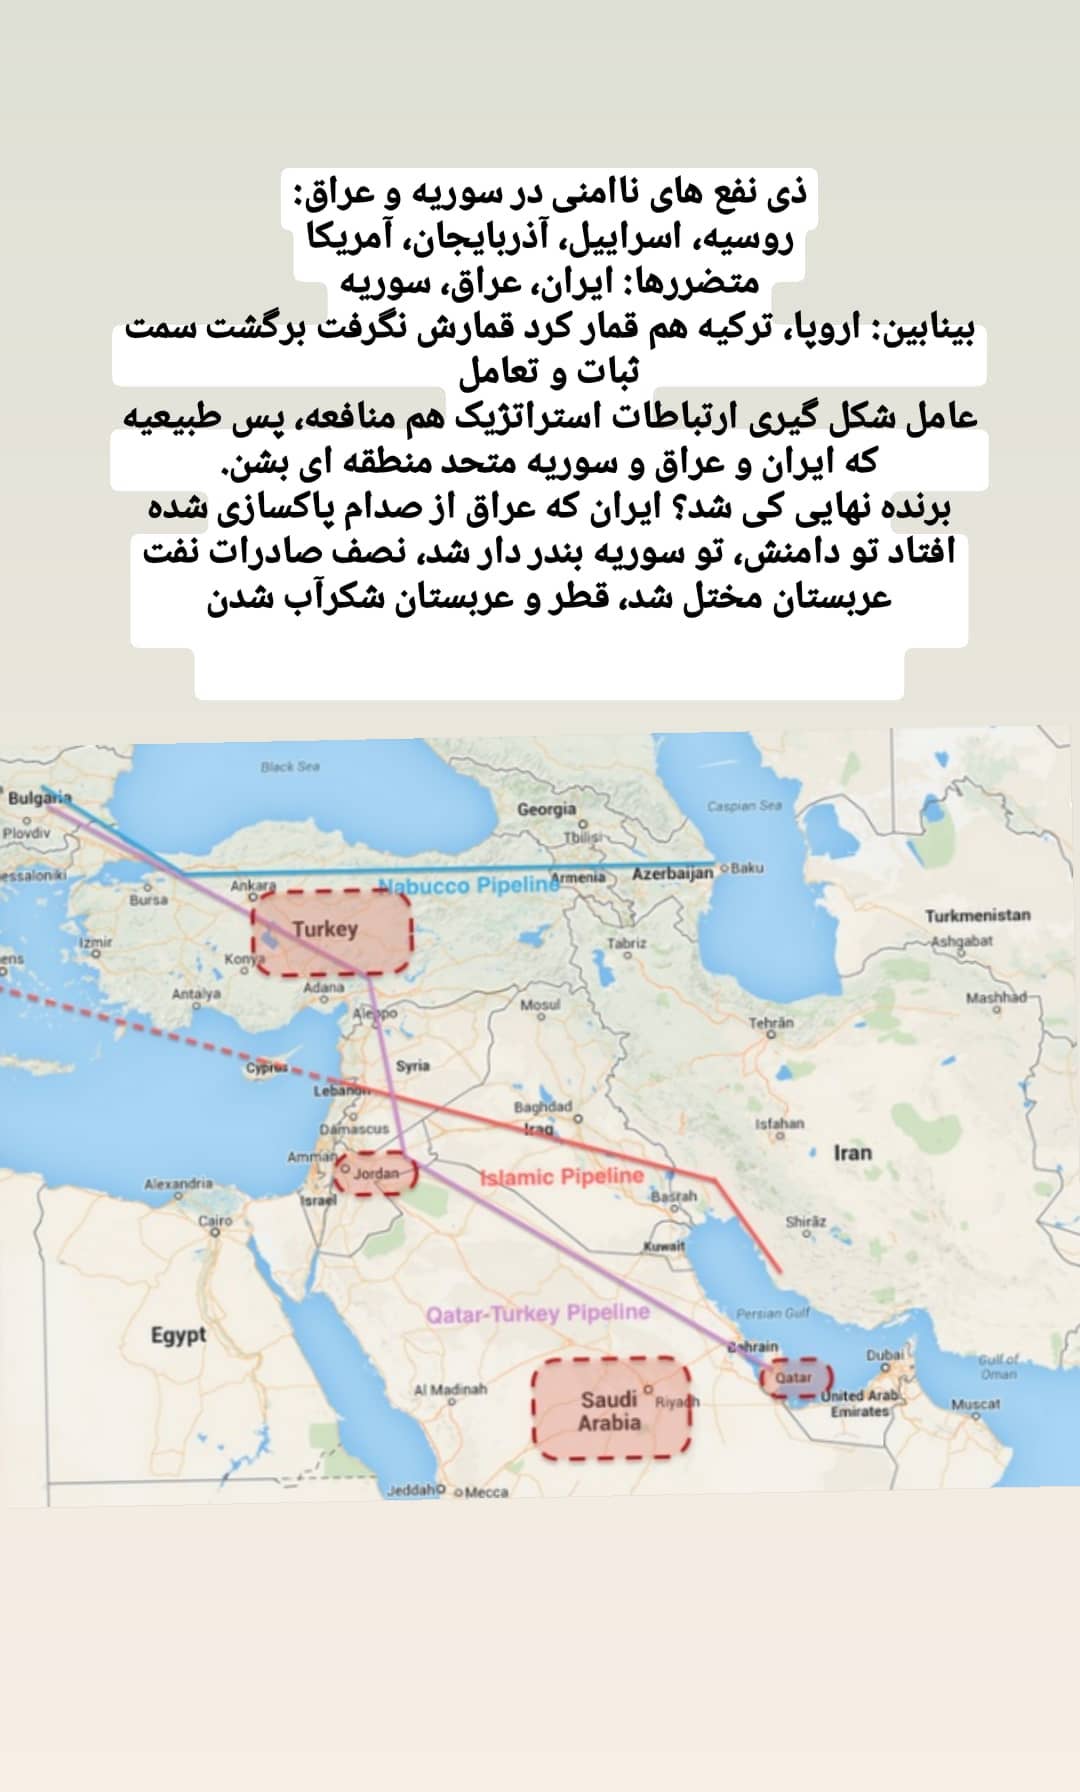 ذی نفع های ناامنی در سوریه و عراق:
روسیه، اسراییل، آذربایجان، آمریکا
متضررها: ایران، عراق، سوریه
بینابین: اروپا، ترکیه هم قمار کرد قمارش نگرفت برگشت سمت
ثبات و تعامل
عامل شکل گیری ارتباطات استراتژیک هم منافعه، پس طبیعیه
که ایران و عراق و سوریه متحد منطقه ای بشن.
برنده نهایی کی شد؟ ایران که عراق از صدام پاکسازی شده
افتاد تو دامنش، تو سوریه بندر دار شد، نصف صادرات نفت
عربستان مختل شد، قطر و عربستان شکرآب شدن
Black Sea
Bulgaria
Georgia
Caspian Sea
Plovdiv
Tbilisi
essaloniki
Ankara
Nabucco Pipeline
Armenia
Azerbaijan
Baku
Bursa
Turkey
Turkmenistan
Izmir
Tabriz
Ashgabat
ens
Konya
Antalya
Adana
Mosul
Mashhad
Aleppo
Tehrān
Cyprus
Syria
Lebanon
Baghdad
Iraq
Damascus
Isfahan
Iran
Amman
Jordan
Islamic Pipeline
Alexandria
Israel
Basrah
Cairo
Shirāz
Kuwait
Qatar-Turkey Pipeline
Persian Gulf
Egypt
Bahrain
Dubai
Gulf of
Oman
Qatar
Al Madinah
Saudi
Arabia
Riyadh
United Arab
Emirates
Muscat
Jeddah
Mecca